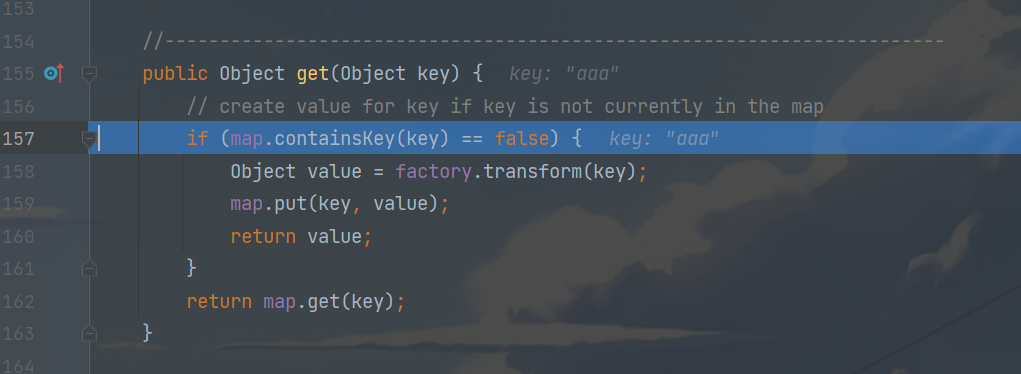 153
154 //-----------------------------------------------------------------------
155 public Object get(Object key) { key: "aaa"
156 // create value for key if key is not currently in the map
157 if (map.containsKey(key) == false) { key: "aaa"
158 Object value = factory.transform(key);
159 map.put(key, value);
160 return value;
161 }
162 return map.get(key);
163 }
164